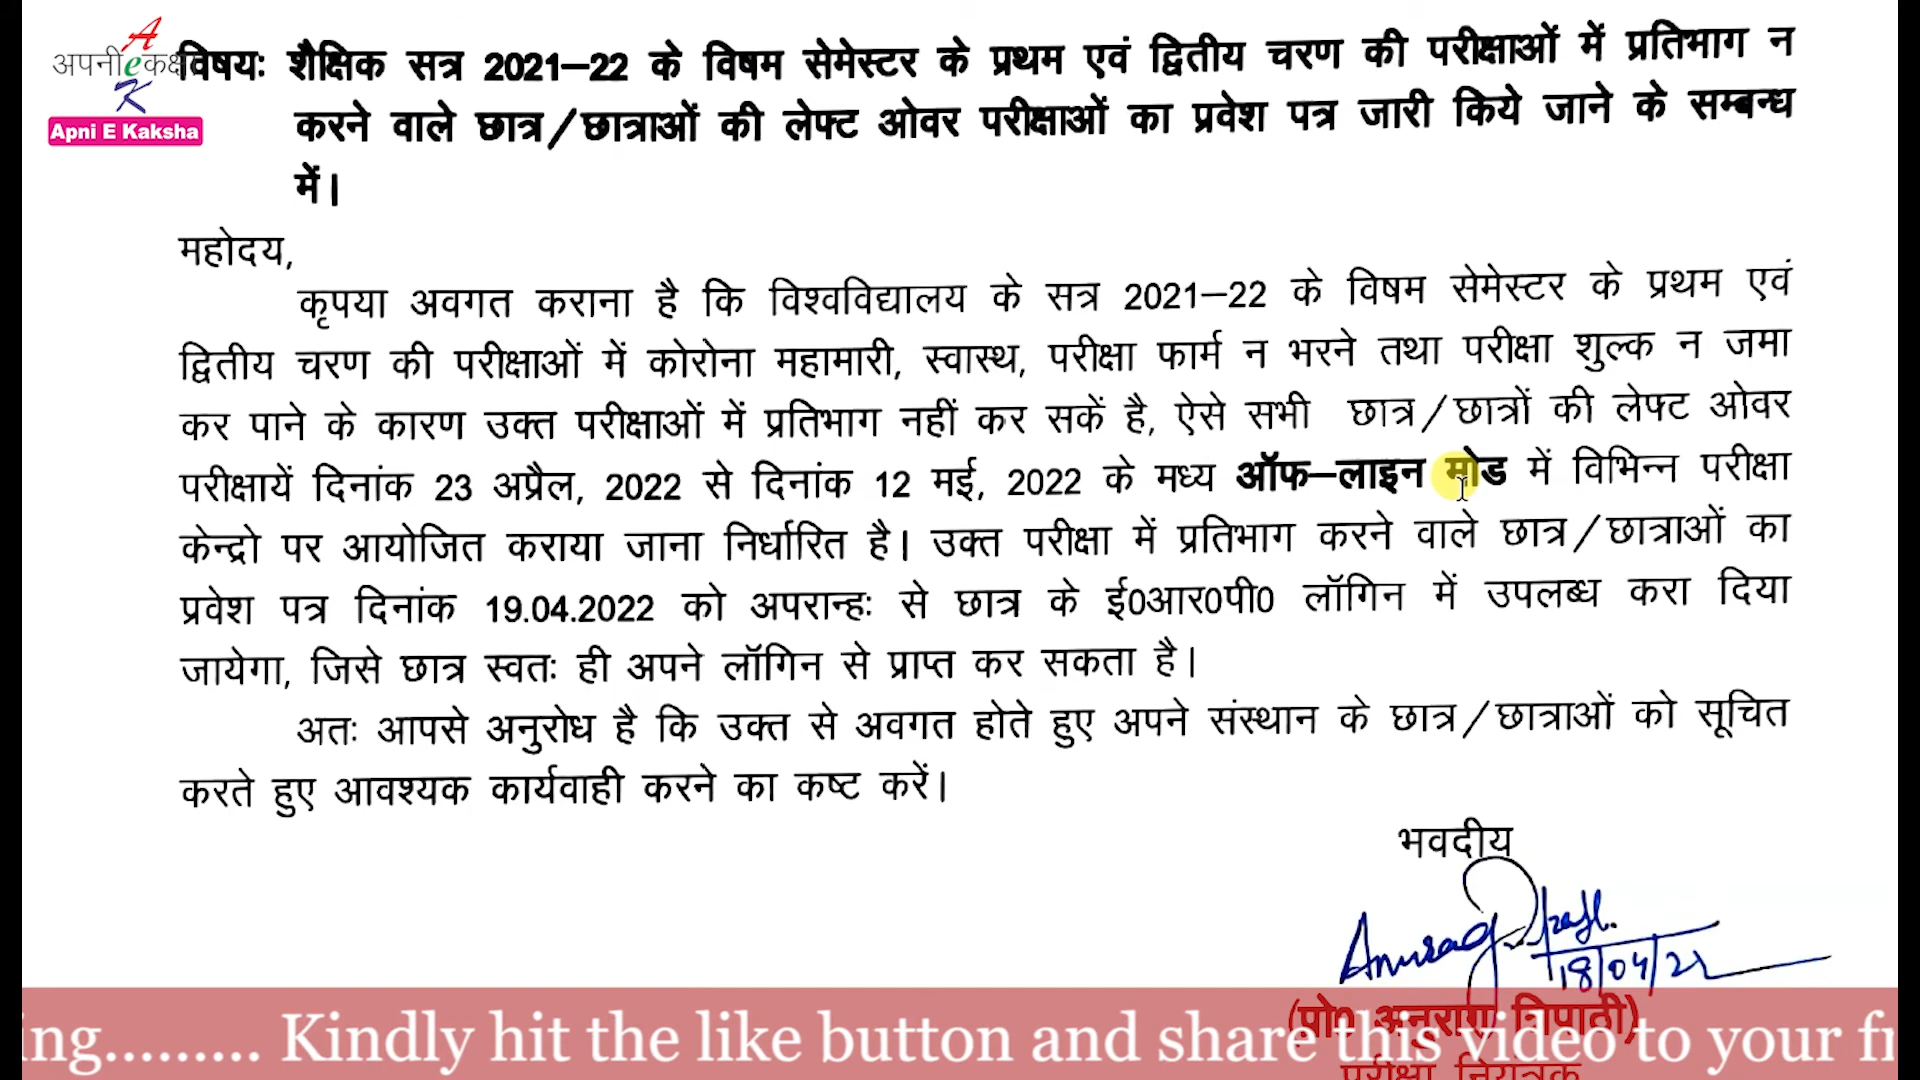 अपनी e कक्षा
A
K
Apni E Kaksha
विषयः शैक्षिक सत्र 2021–22 के विषम सेमेस्टर के प्रथम एवं द्वितीय चरण की परीक्षाओं में प्रतिभाग न
करने वाले छात्र/छात्राओं की लेफ्ट ओवर परीक्षाओं का प्रवेश पत्र जारी किये जाने के सम्बन्ध
में।
महोदय,
कृपया अवगत कराना है कि विश्वविद्यालय के सत्र 2021–22 के विषम सेमेस्टर के प्रथम एवं
द्वितीय चरण की परीक्षाओं में कोरोना महामारी, स्वास्थ, परीक्षा फार्म न भरने तथा परीक्षा शुल्क न जमा
कर पाने के कारण उक्त परीक्षाओं में प्रतिभाग नहीं कर सकें है, ऐसे सभी छात्र/छात्रों की लेफ्ट ओवर
परीक्षायें दिनांक 23 अप्रैल, 2022 से दिनांक 12 मई, 2022 के मध्य ऑफ–लाइन मोड में विभिन्न परीक्षा
केन्द्रो पर आयोजित कराया जाना निर्धारित है। उक्त परीक्षा में प्रतिभाग करने वाले छात्र/छात्राओं का
प्रवेश पत्र दिनांक 19.04.2022 को अपरान्हः से छात्र के ई0आर0पी0 लॉगिन में उपलब्ध करा दिया
जायेगा, जिसे छात्र स्वतः ही अपने लॉगिन से प्राप्त कर सकता है।
अतः आपसे अनुरोध है कि उक्त से अवगत होते हुए अपने संस्थान के छात्र/छात्राओं को सूचित
करते हुए आवश्यक कार्यवाही करने का कष्ट करें।
भवदीय
Anurag
18/04/22
(प्रो0 अनुराग त्रिपाठी)
परीक्षा नियंत्रक
ing......... Kindly hit the like button and share this video to your fr